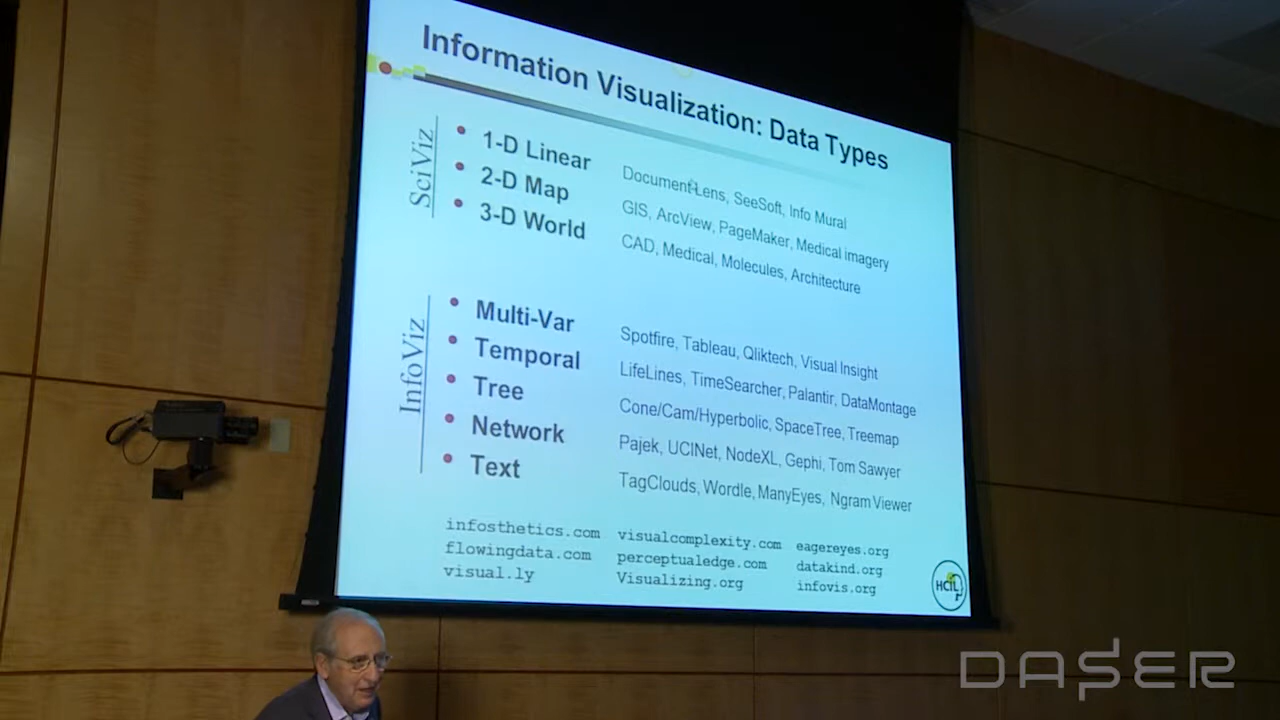 Information Visualization: Data Types
SciViz
1-D Linear Document Lens, SeeSoft, Info Mural
2-D Map GIS, ArcView, PageMaker, Medical imagery
3-D World CAD, Medical, Molecules, Architecture
InfoViz
Multi-Var Spotfire, Tableau, Qliktech, Visual Insight
Temporal LifeLines, TimeSearcher, Palantir, DataMontage
Tree Cone/Cam/Hyperbolic, SpaceTree, Treemap
Network Pajek, UCINet, NodeXL, Gephi, Tom Sawyer
Text TagClouds, Wordle, ManyEyes, Ngram Viewer
infosthetics.com visualcomplexity.com eagereyes.org
flowingdata.com perceptualedge.com datakind.org
visual.ly Visualizing.org infovis.org
HCIL
DASER